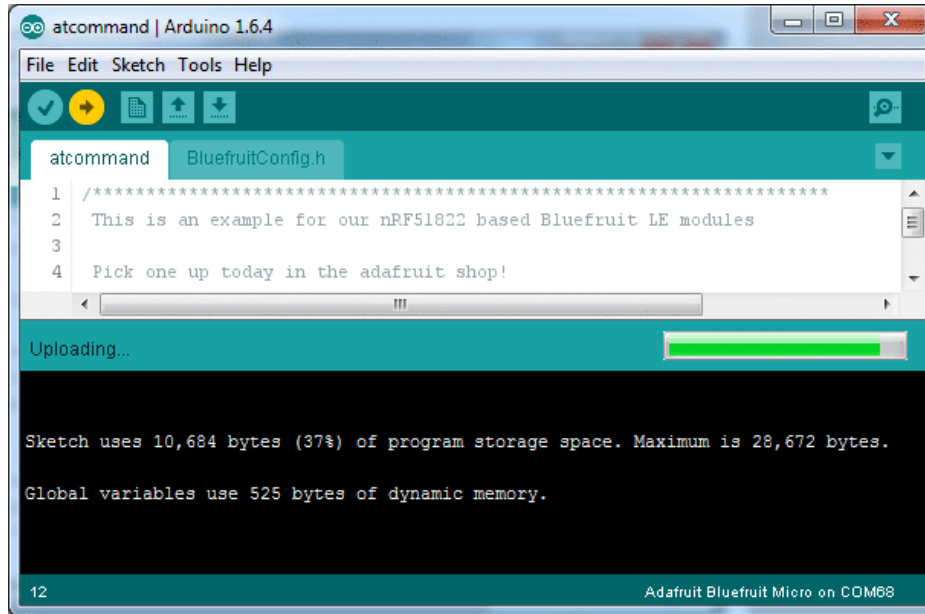 atcommand | Arduino 1.6.4
File Edit Sketch Tools Help
atcommand BluefruitConfig.h
1 /*********************************************************************
2 This is an example for our nRF51822 based Bluefruit LE modules
3
4 Pick one up today in the adafruit shop!
Uploading...
Sketch uses 10,684 bytes (37%) of program storage space. Maximum is 28,672 bytes.
Global variables use 525 bytes of dynamic memory.
12 Adafruit Bluefruit Micro on COM68